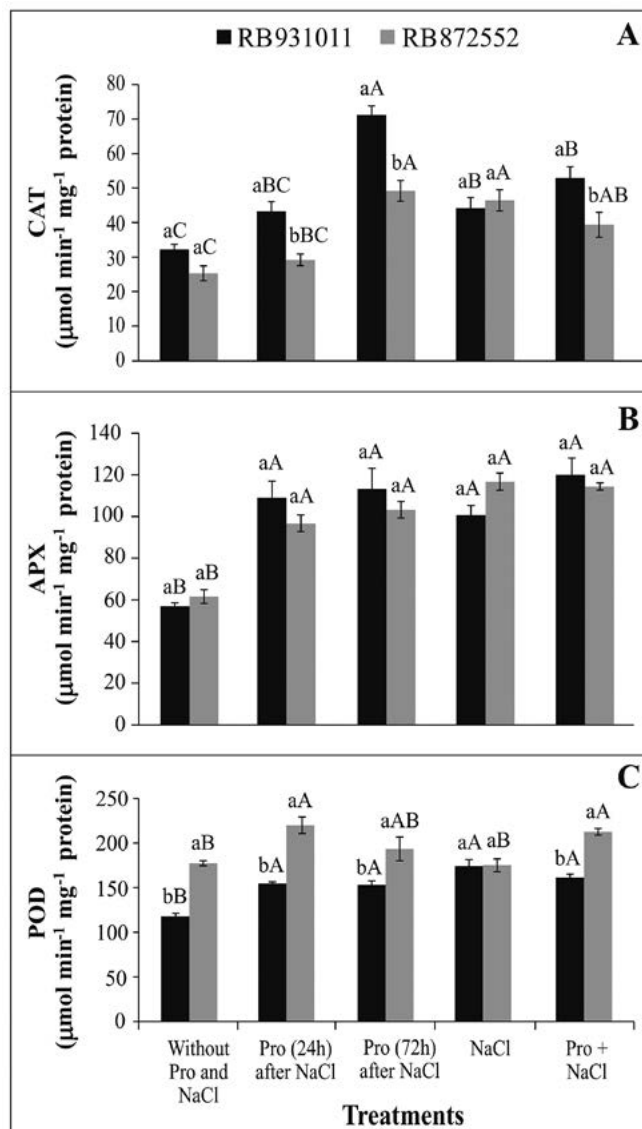 RB931011 RB872552 A
CAT
(µmol min-1 mg-1 protein)
80
70
60
50
40
30
20
10
0
aC aC aBC bBC aA bA aB aA aB bAB
B
APX
(µmol min-1 mg-1 protein)
140
120
100
80
60
40
20
0
aB aB aA aA aA aA aA aA aA aA
C
POD
(µmol min-1 mg-1 protein)
250
200
150
100
50
0
bB aB bA aA bA aAB aA aB bA aA
Without Pro (24h) Pro (72h) NaCl Pro +
Pro and after NaCl after NaCl NaCl
NaCl
Treatments